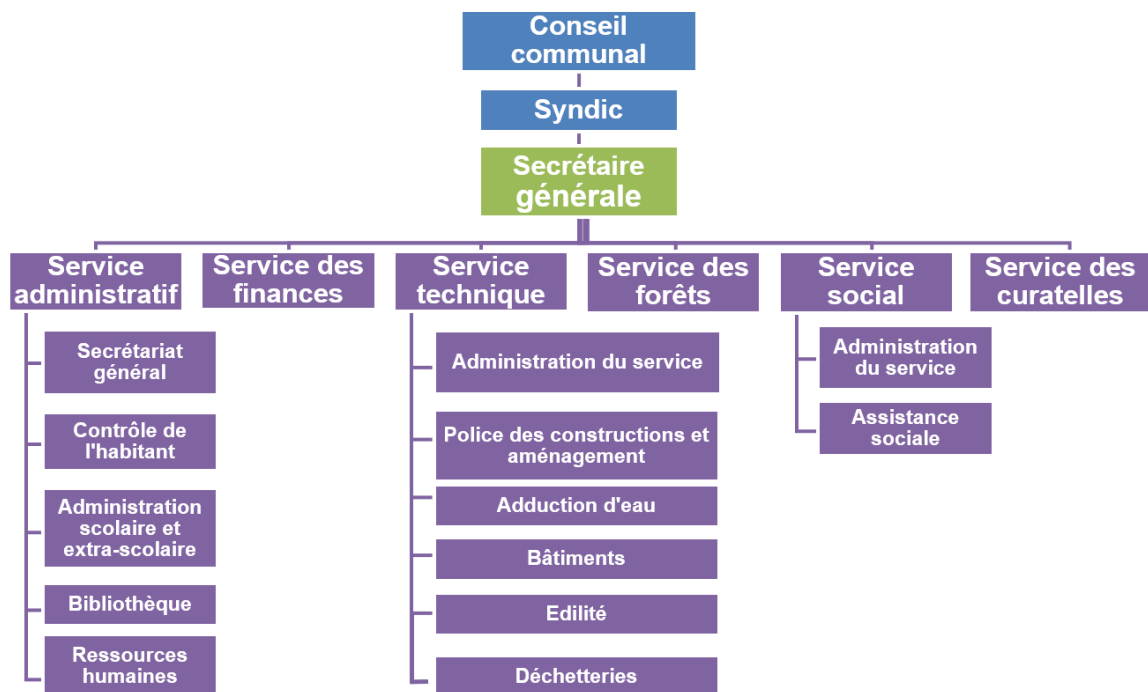 Conseil
communal
Syndic
Secrétaire
générale
Service
administratif
Service des
finances
Service
technique
Service des
forêts
Service
social
Service des
curatelles
Secrétariat
général
Contrôle de
l'habitant
Administration
scolaire et
extra-scolaire
Bibliothèque
Ressources
humaines
Administration du service
Police des constructions et
aménagement
Adduction d'eau
Bâtiments
Edilité
Déchetteries
Administration
du service
Assistance
sociale